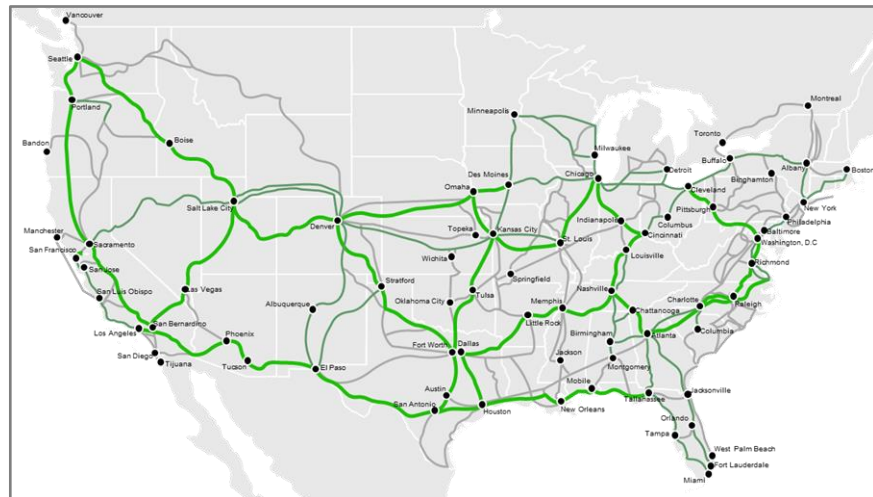 Vancouver
Seattle
Portland
Bandon
Boise
Minneapolis
Milwaukee
Toronto
Montreal
Buffalo
Albany
Boston
Binghamton
Detroit
Cleveland
Chicago
Des Moines
Omaha
Salt Lake City
Manchester
San Francisco
Sacramento
San Jose
Denver
Topeka
Kansas City
St. Louis
Indianapolis
Cincinnati
Columbus
Pittsburgh
New York
Philadelphia
Baltimore
Washington, D.C
Richmond
Louisville
Wichita
Springfield
San Luis Obispo
Las Vegas
Stratford
Albuquerque
Oklahoma City
Tulsa
Nashville
Memphis
Little Rock
Chattanooga
Charlotte
Raleigh
Los Angeles
San Bernardino
Phoenix
San Diego
Tijuana
Tucson
El Paso
Fort Worth
Dallas
Birmingham
Atlanta
Columbia
Jackson
Montgomery
Austin
San Antonio
Houston
Mobile
New Orleans
Tallanassee
Jacksonville
Orlando
Tampa
West Palm Beach
Fort Lauderdale
Miami